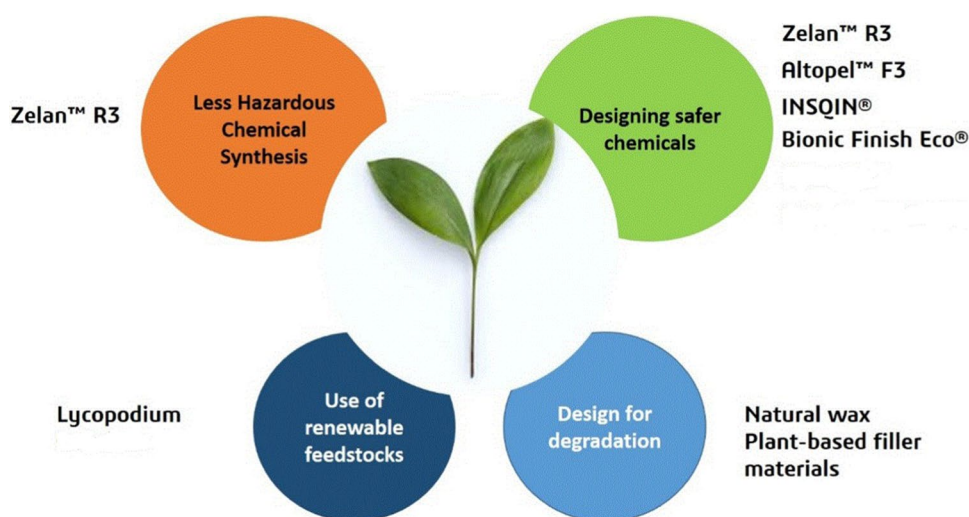 Zelan™ R3
Less Hazardous
Chemical
Synthesis
Designing safer
chemicals
Zelan™ R3
Altopel™ F3
INSQIN®
Bionic Finish Eco®
Lycopodium
Use of
renewable
feedstocks
Design for
degradation
Natural wax
Plant-based filler
materials